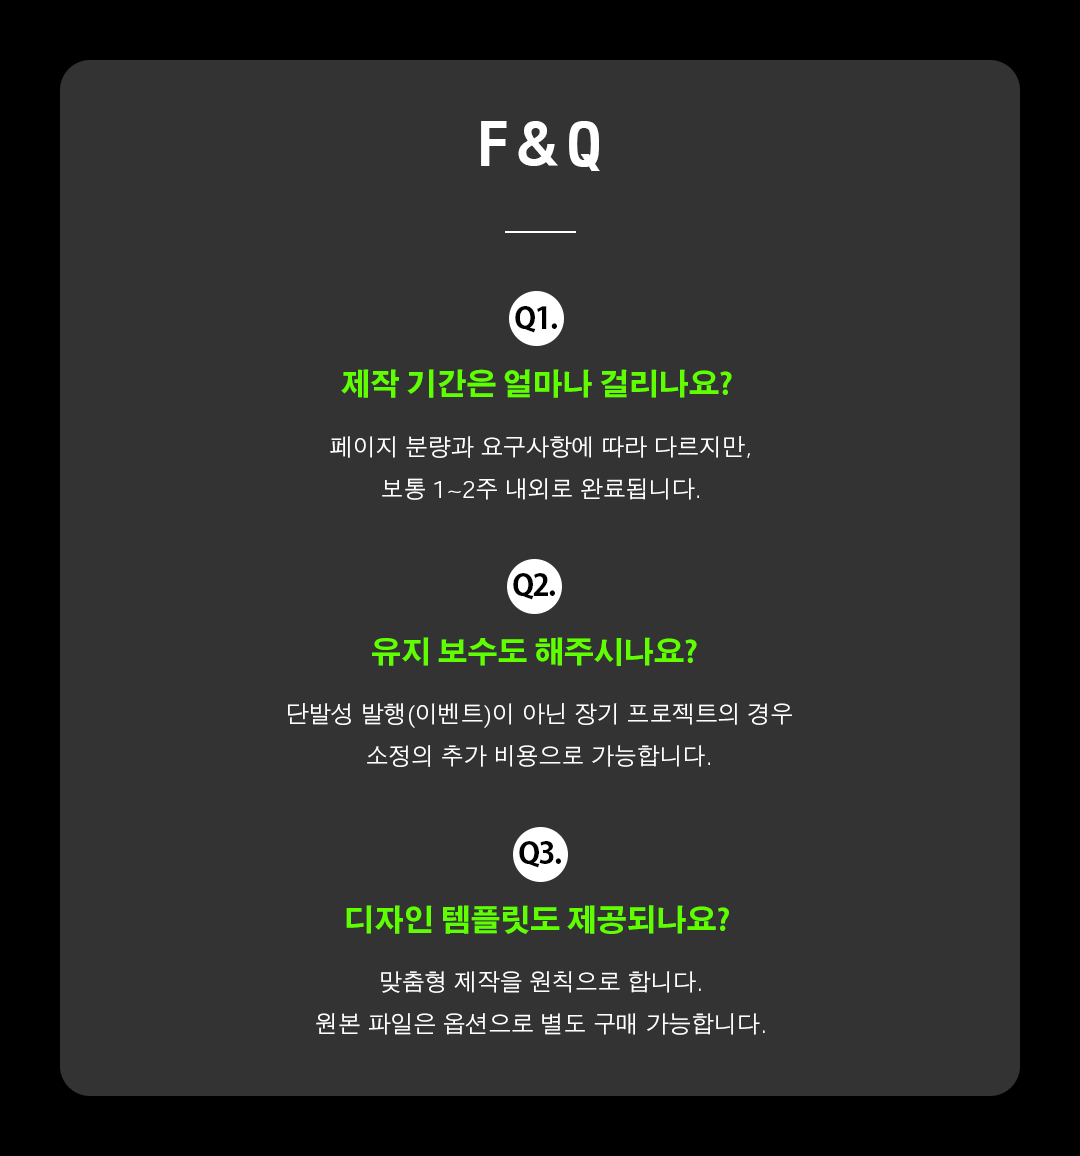 F&Q
Q1.
제작 기간은 얼마나 걸리나요?
페이지 분량과 요구사항에 따라 다르지만,
보통 1~2주 내외로 완료됩니다.
Q2.
유지 보수도 해주시나요?
단발성 발행(이벤트)이 아닌 장기 프로젝트의 경우
소정의 추가 비용으로 가능합니다.
Q3.
디자인 템플릿도 제공되나요?
맞춤형 제작을 원칙으로 합니다.
원본 파일은 옵션으로 별도 구매 가능합니다.